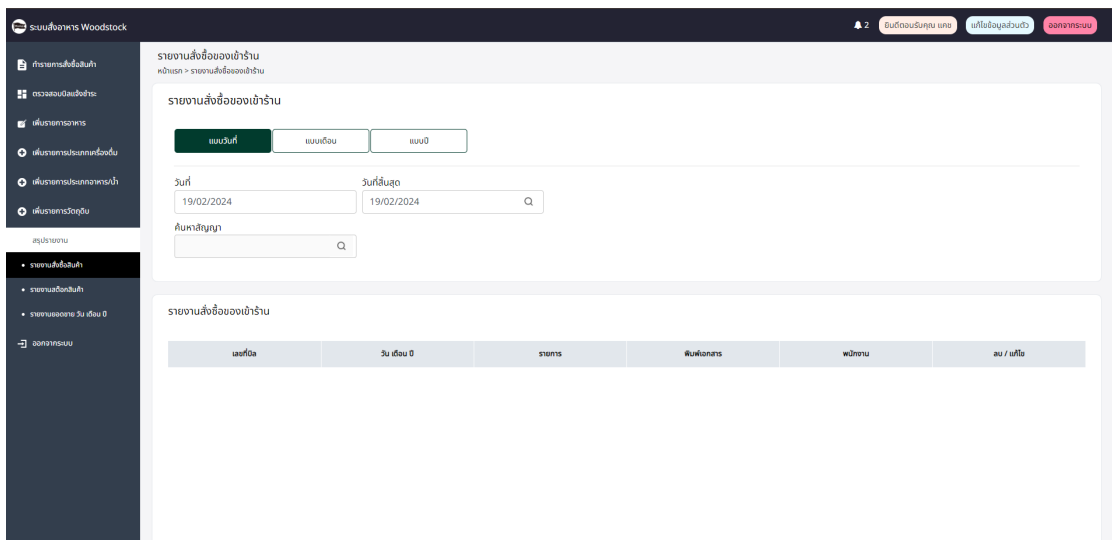 ระบบสั่งอาหาร Woodstock
2
ยินดีตอนรับคุณ แคช
แก้ไขข้อมูลส่วนตัว
ออกจากระบบ
ทำรายการสั่งซื้อสินค้า
ตรวจสอบบิลแจ้งชำระ
เพิ่มรายการอาหาร
เพิ่มรายการประเภทเครื่องดื่ม
เพิ่มรายการประเภทอาหาร/น้ำ
เพิ่มรายการวัตถุดิบ
สรุปรายงาน
รายงานสั่งซื้อสินค้า
รายงานสต๊อกสินค้า
รายงานยอดขาย วัน เดือน ปี
ออกจากระบบ
รายงานสั่งซื้อของเข้าร้าน
หน้าแรก > รายงานสั่งซื้อของเข้าร้าน
รายงานสั่งซื้อของเข้าร้าน
แบบวันที่
แบบเดือน
แบบปี
วันที่
วันที่สิ้นสุด
19/02/2024
19/02/2024
ค้นหาสัญญา
รายงานสั่งซื้อของเข้าร้าน
เลขที่บิล
วัน เดือน ปี
รายการ
พิมพ์เอกสาร
พนักงาน
ลบ / แก้ไข